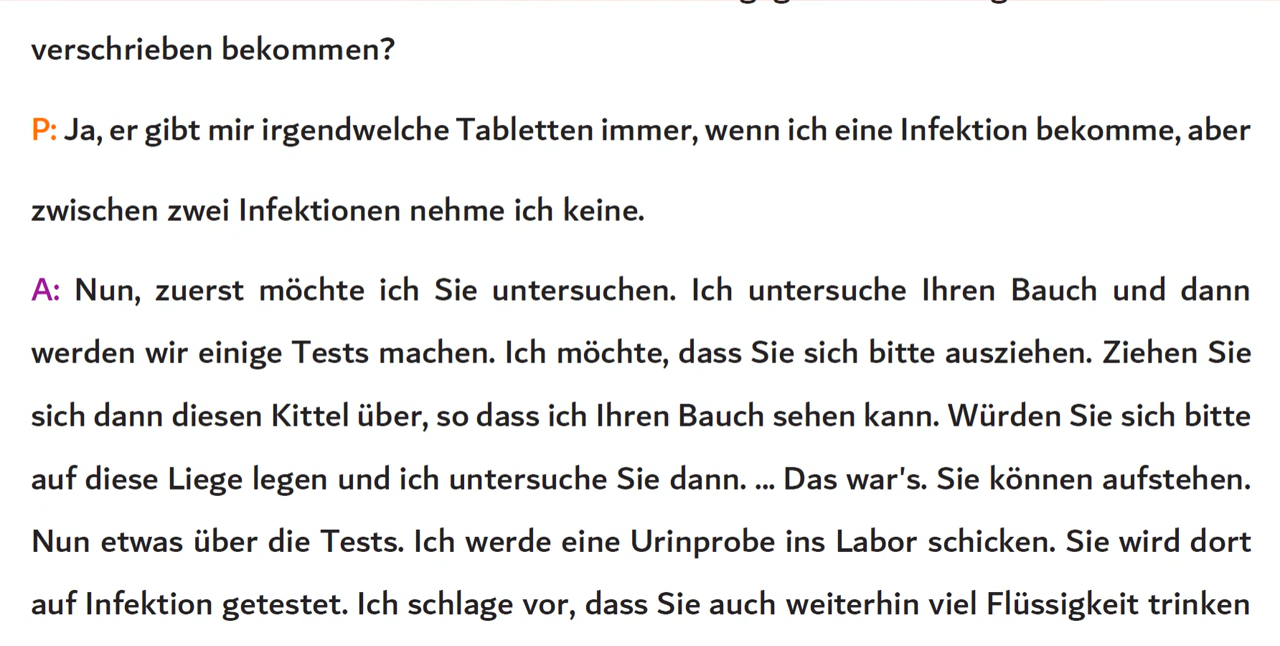 verschrieben bekommen?
P: Ja, er gibt mir irgendwelche Tabletten immer, wenn ich eine Infektion bekomme, aber
zwischen zwei Infektionen nehme ich keine.
A: Nun, zuerst möchte ich Sie untersuchen. Ich untersuche Ihren Bauch und dann
werden wir einige Tests machen. Ich möchte, dass Sie sich bitte ausziehen. Ziehen Sie
sich dann diesen Kittel über, so dass ich Ihren Bauch sehen kann. Würden Sie sich bitte
auf diese Liege legen und ich untersuche Sie dann. ... Das war's. Sie können aufstehen.
Nun etwas über die Tests. Ich werde eine Urinprobe ins Labor schicken. Sie wird dort
auf Infektion getestet. Ich schlage vor, dass Sie auch weiterhin viel Flüssigkeit trinken